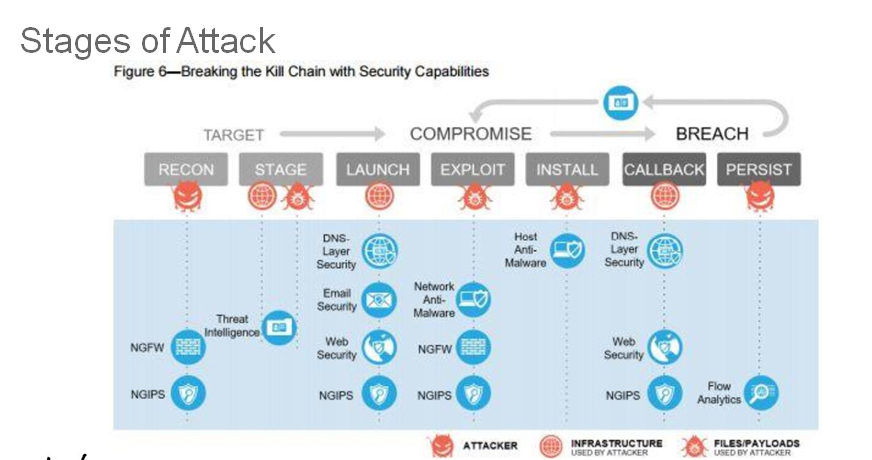 Stages of Attack
Figure 6—Breaking the Kill Chain with Security Capabilities
TARGET
COMPROMISE
BREACH
RECON
STAGE
LAUNCH
EXPLOIT
INSTALL
CALLBACK
PERSIST
DNS-
Layer
Security
Host
Anti-
Malware
DNS-
Layer
Security
Email
Security
Network
Anti-
Malware
Threat
Intelligence
NGFW
Web
Security
NGFW
Web
Security
NGIPS
NGIPS
NGIPS
NGIPS
Flow
Analytics
ATTACKER
INFRASTRUCTURE
USED BY ATTACKER
FILES/PAYLOADS
USED BY ATTACKER